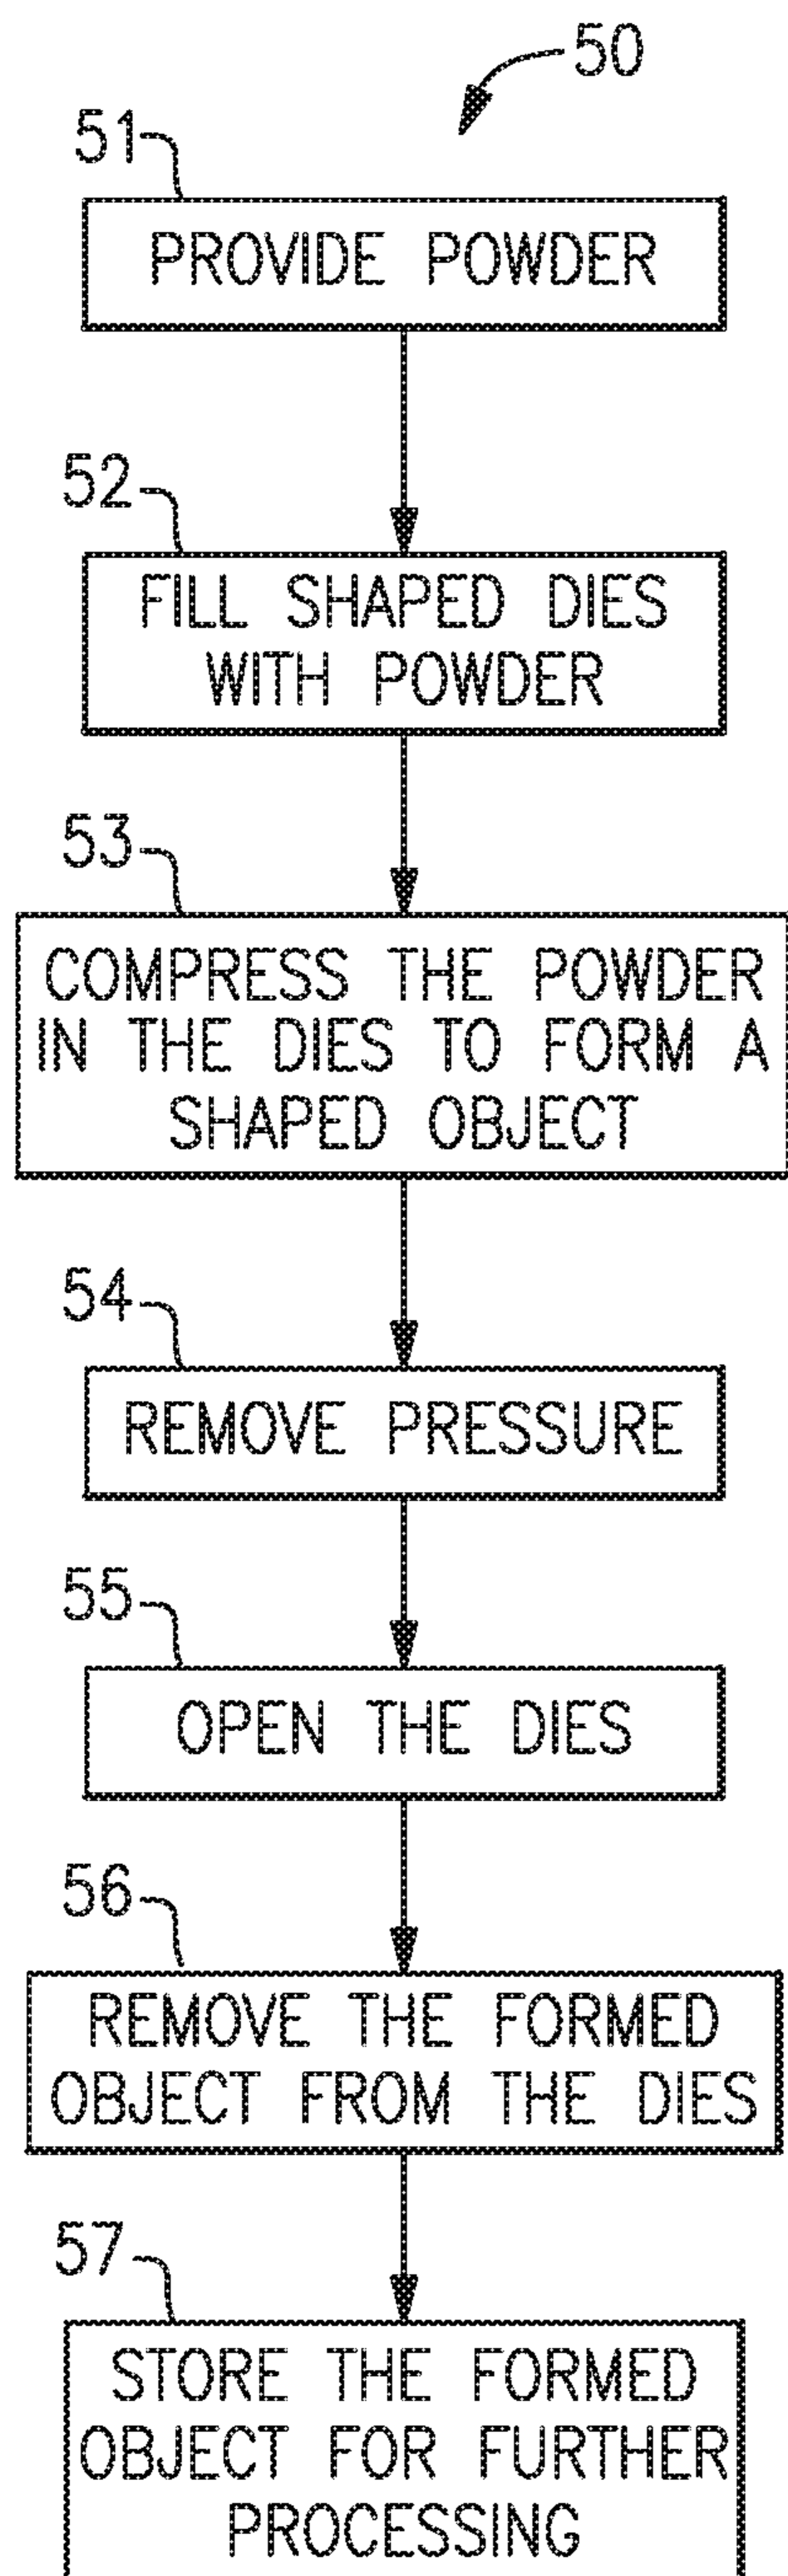 50
51
PROVIDE POWDER
52
FILL SHAPED DIES
WITH POWDER
53
COMPRESS THE POWDER
IN THE DIES TO FORM A
SHAPED OBJECT
54
REMOVE PRESSURE
55
OPEN THE DIES
56
REMOVE THE FORMED
OBJECT FROM THE DIES
57
STORE THE FORMED
OBJECT FOR FURTHER
PROCESSING